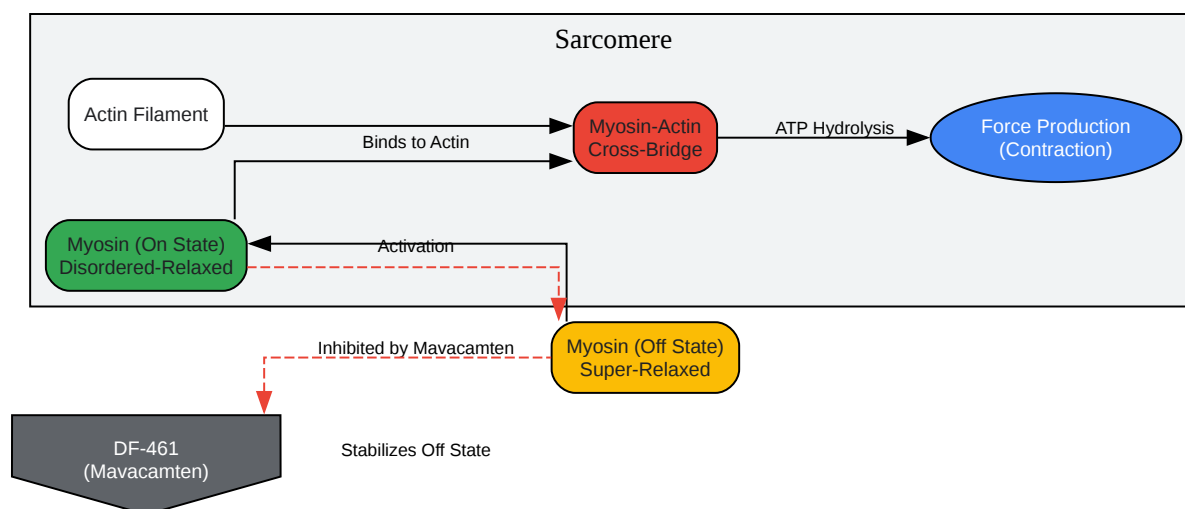 Sarcomere
Actin Filament
Binds to Actin
Myosin-Actin
Cross-Bridge
ATP Hydrolysis
Force Production
(Contraction)
Myosin (On State)
Disordered-Relaxed
Activation
Inhibited by Mavacamten
Myosin (Off State)
Super-Relaxed
DF-461
(Mavacamten)
Stabilizes Off State